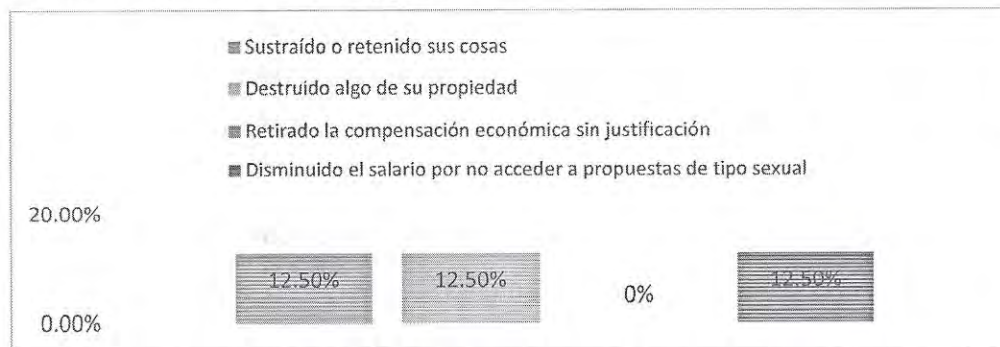 Sustraído o retenido sus cosas
Destruído algo de su propiedad
Retirado la compensación económica sin justificación
Disminuido el salario por no acceder a propuestas de tipo sexual
20.00%
12.50% 12.50% 0% 12.50%
0.00%